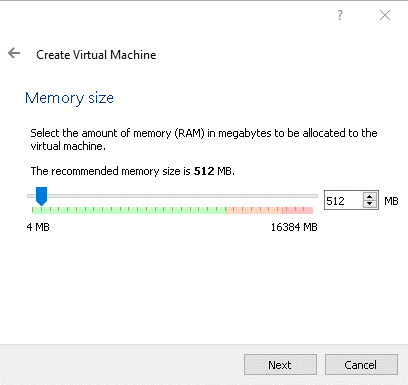 ?
Create Virtual Machine
Memory size
Select the amount of memory (RAM) in megabytes to be allocated to the
virtual machine.
The recommended memory size is 512 MB.
512 MB
4 MB 16384 MB
Next Cancel